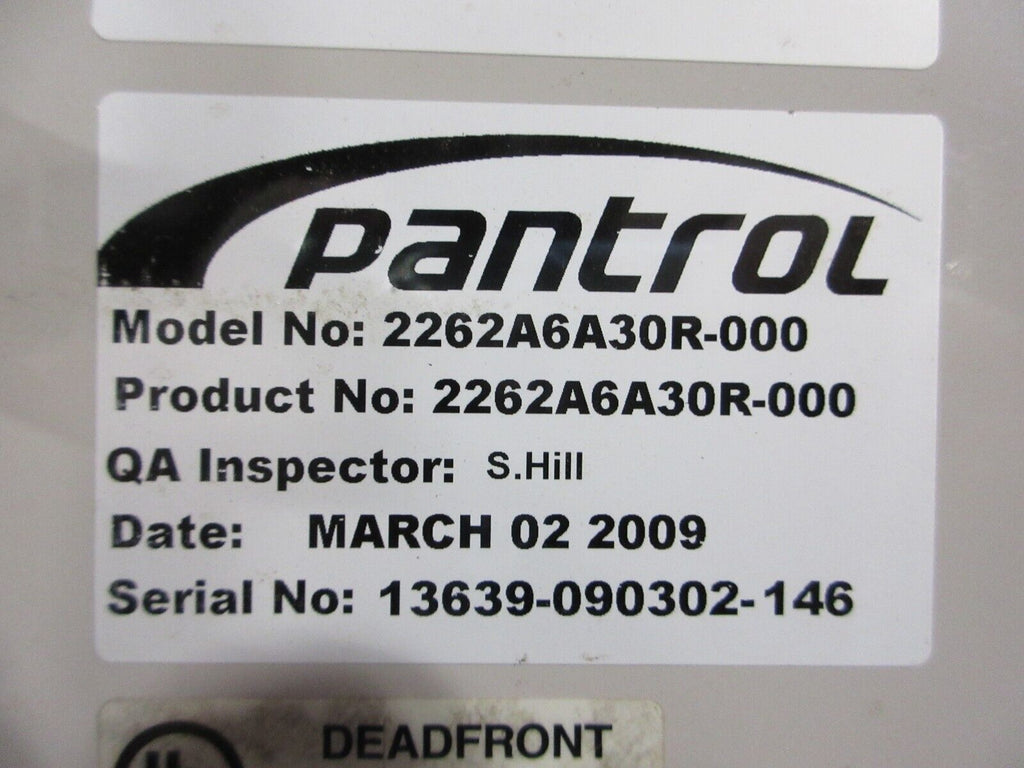 pantrol
Model No: 2262A6A30R-000
Product No: 2262A6A30R-000
QA Inspector: S.Hill
Date: MARCH 02 2009
Serial No: 13639-090302-146
UL DEADFRONT